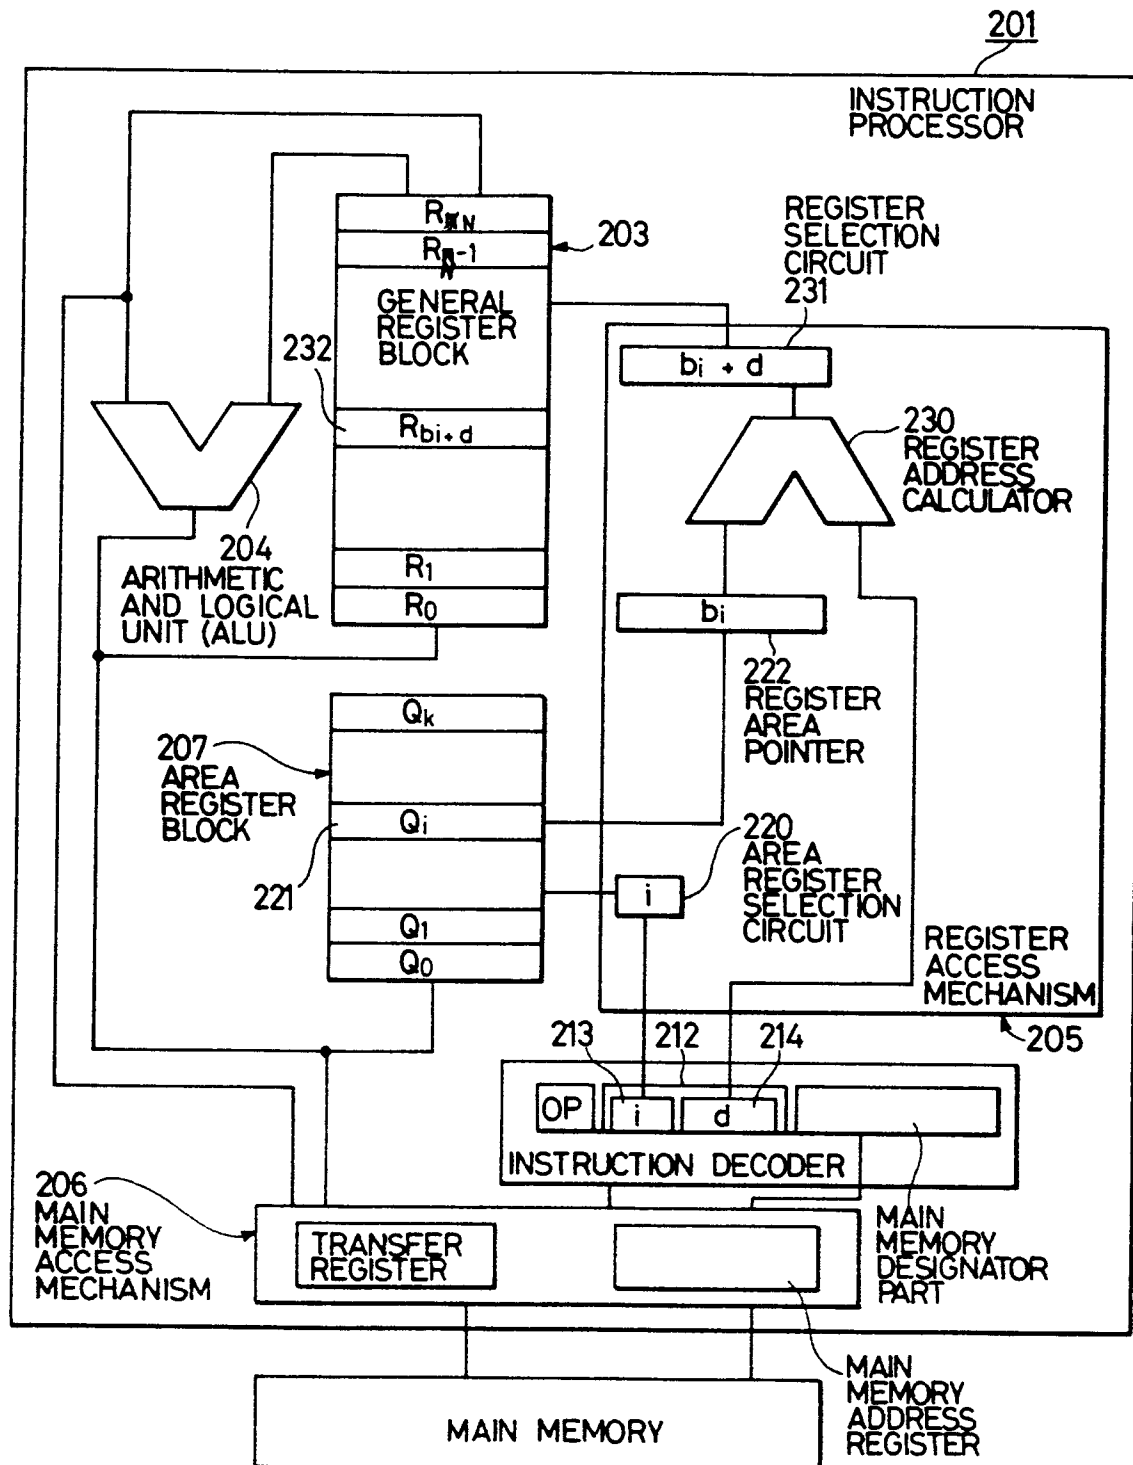 201
INSTRUCTION
PROCESSOR
REGISTER
SELECTION
CIRCUIT
231
R N
203
R N-1
GENERAL
REGISTER
BLOCK
232
bi + d
Rbi+d
230
REGISTER
ADDRESS
CALCULATOR
204
ARITHMETIC
AND LOGICAL
UNIT (ALU)
R1
R0
bi
222
REGISTER
AREA
POINTER
Qk
207
AREA
REGISTER
BLOCK
Qi
221
220
AREA
REGISTER
SELECTION
CIRCUIT
i
Q1
Q0
REGISTER
ACCESS
MECHANISM
205
213
212
214
OP
i
d
INSTRUCTION DECODER
206
MAIN
MEMORY
ACCESS
MECHANISM
TRANSFER
REGISTER
MAIN
MEMORY
DESIGNATOR
PART
MAIN MEMORY
MAIN
MEMORY
ADDRESS
REGISTER